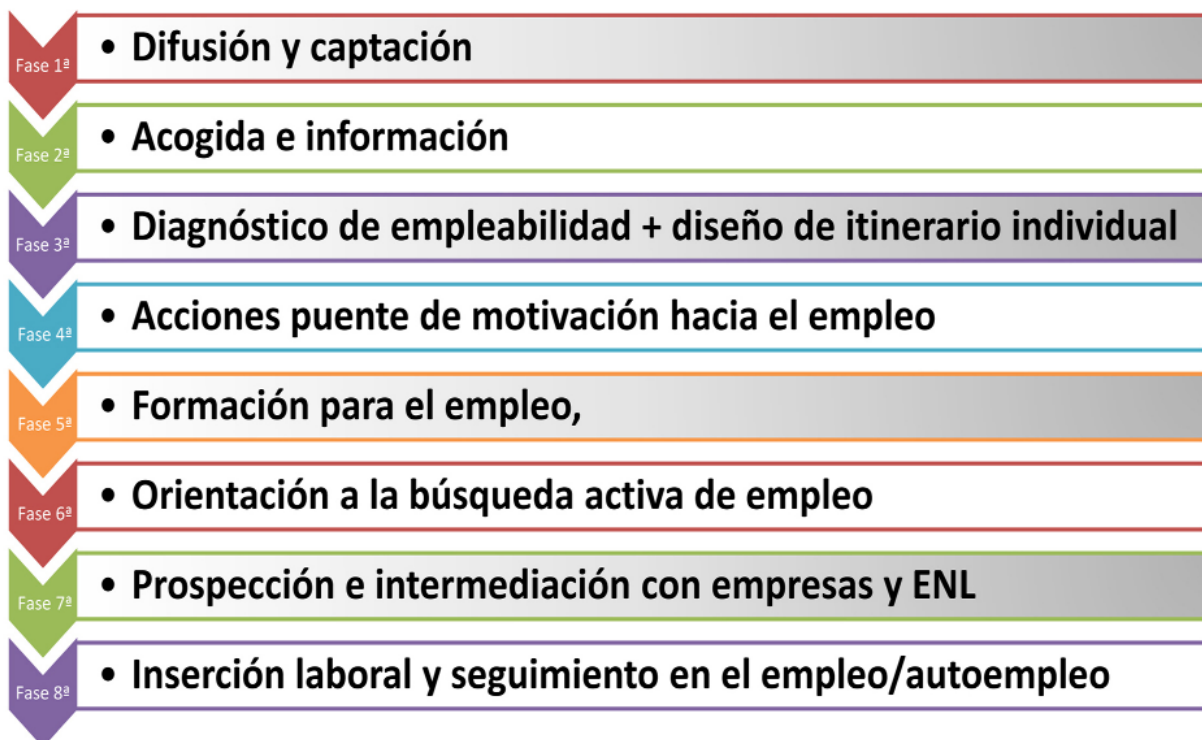 Fase 1ª
• Difusión y captación
Fase 2ª
• Acogida e información
Fase 3ª
• Diagnóstico de empleabilidad + diseño de itinerario individual
Fase 4ª
• Acciones puente de motivación hacia el empleo
Fase 5ª
• Formación para el empleo,
Fase 6ª
• Orientación a la búsqueda activa de empleo
Fase 7ª
• Prospección e intermediación con empresas y ENL
Fase 8ª
• Inserción laboral y seguimiento en el empleo/autoempleo